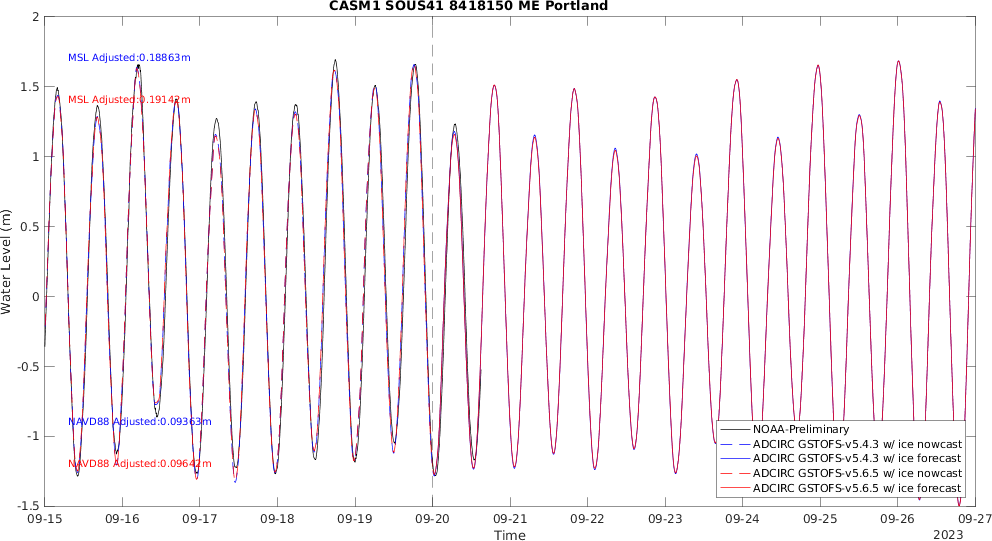 CASM1 SOUS41 8418150 ME Portland
2
1.5
1
0.5
0
-0.5
-1
-1.5
Water Level (m)
MSL Adjusted:0.18863m
MSL Adjusted:0.19142m
NAVD88 Adjusted:0.09363m
NAVD88 Adjusted:0.09642m
NOAA-Preliminary
ADCIRC GSTOFS-v5.4.3 w/ ice nowcast
ADCIRC GSTOFS-v5.4.3 w/ ice forecast
ADCIRC GSTOFS-v5.6.5 w/ ice nowcast
ADCIRC GSTOFS-v5.6.5 w/ ice forecast
09-15 09-16 09-17 09-18 09-19 09-20 09-21 09-22 09-23 09-24 09-25 09-26 09-27
Time
2023